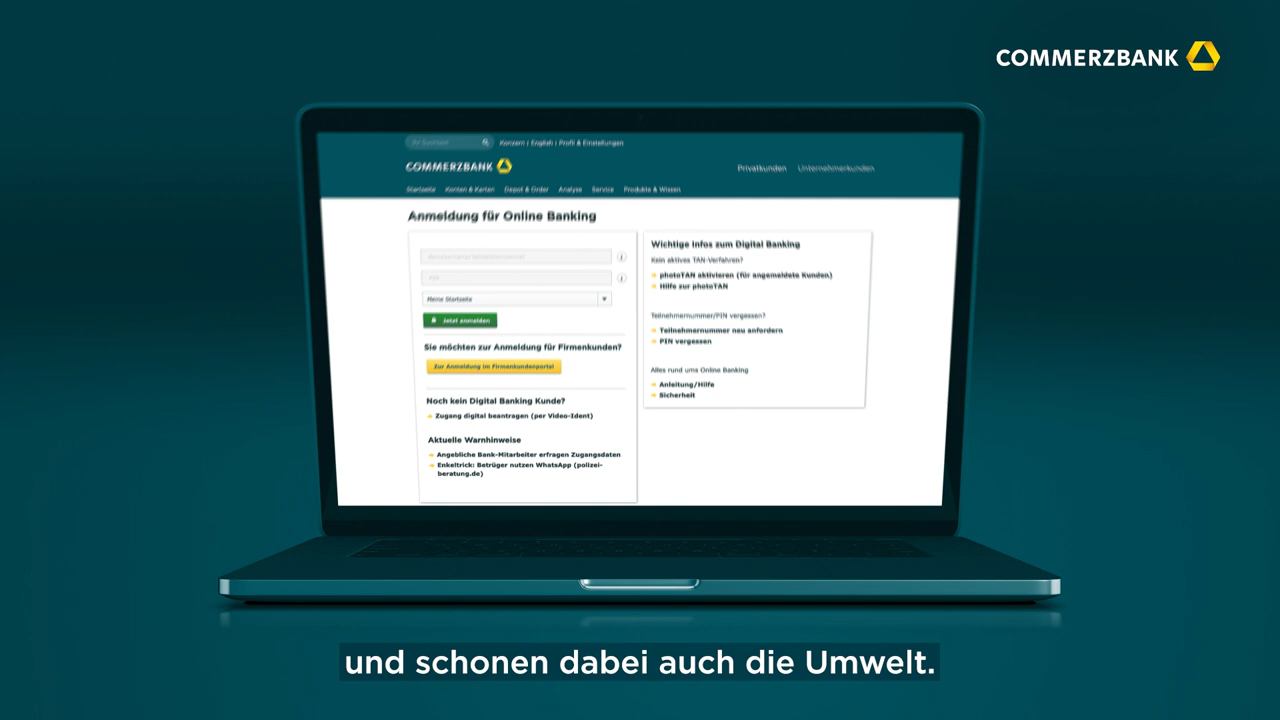 COMMERZBANK
Konzern | English | Profil & Einstellungen
COMMERZBANK
Privatkunden Unternehmerkunden
Startseite Konten & Karten Depot & Order Analyse Service Produkte & Wissen
Anmeldung für Online Banking
PIN
Meine Startseite
Jetzt anmelden
Sie möchten zur Anmeldung für Firmenkunden?
Zur Anmeldung im Firmenkundenportal
Noch kein Digital Banking Kunde?
Zugang digital beantragen (per Video-Ident)
Aktuelle Warnhinweise
Angebliche Bank-Mitarbeiter erfragen Zugangsdaten
Enkeltrick: Betrüger nutzen WhatsApp (polizei-
beratung.de)
Wichtige Infos zum Digital Banking
Kein aktives TAN-Verfahren?
photoTAN aktivieren (für angemeldete Kunden)
Hilfe zur photoTAN
Teilnehmernummer/PIN vergessen?
Teilnehmernummer neu anfordern
PIN vergessen
Alles rund ums Online Banking
Anleitung/Hilfe
Sicherheit
und schonen dabei auch die Umwelt.